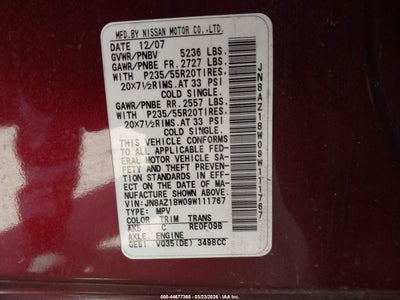 MFD.BY NISSAN MOTOR CO.,LTD.
DATE 12/07
GVWR/PNBV 5236 LBS.
GAWR/PNBE FR.2727 LBS.
WITH P235/55R20TIRES.
20X7½RIMS AT 33 PSI
COLD SINGLE.
GAWR/PNBE RR.2557 LBS.
WITH P235/55R20TIRES.
20X7½RIMS AT 33 PSI
COLD SINGLE.
THIS VEHICLE CONFORMS
TO ALL APPLICABLE FED-
ERAL MOTOR VEHICLE SA-
FETY AND THEFT PREVEN-
TION STANDARDS IN EFFE-
CT ON THE DATE OF MA-
NUFACTURE SHOWN ABOVE.
VIN:JN8AZ18W09W111767
TYPE: MPV
COLOR TRIM TRANS
AX6 C RE0F09B
AXLE ENGINE
GE51 VQ35(DE) 3498CC
JN8AZ18W09W111767
000-44677388 - 03/23/2026 - IAA